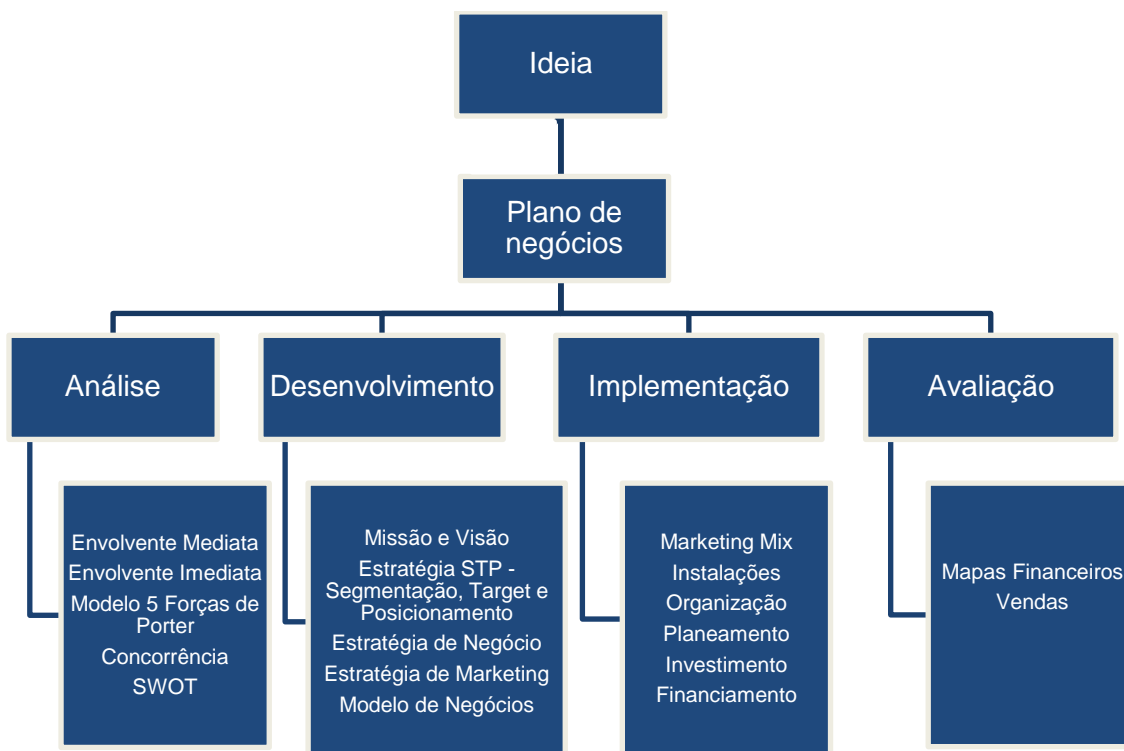 Ideia
Plano de
negócios
Análise
Desenvolvimento
Implementação
Avaliação
Envolvente Mediata
Envolvente Imediata
Modelo 5 Forças de
Porter
Concorrência
SWOT
Missão e Visão
Estratégia STP -
Segmentação, Target e
Posicionamento
Estratégia de Negócio
Estratégia de Marketing
Modelo de Negócios
Marketing Mix
Instalações
Organização
Planeamento
Investimento
Financiamento
Mapas Financeiros
Vendas